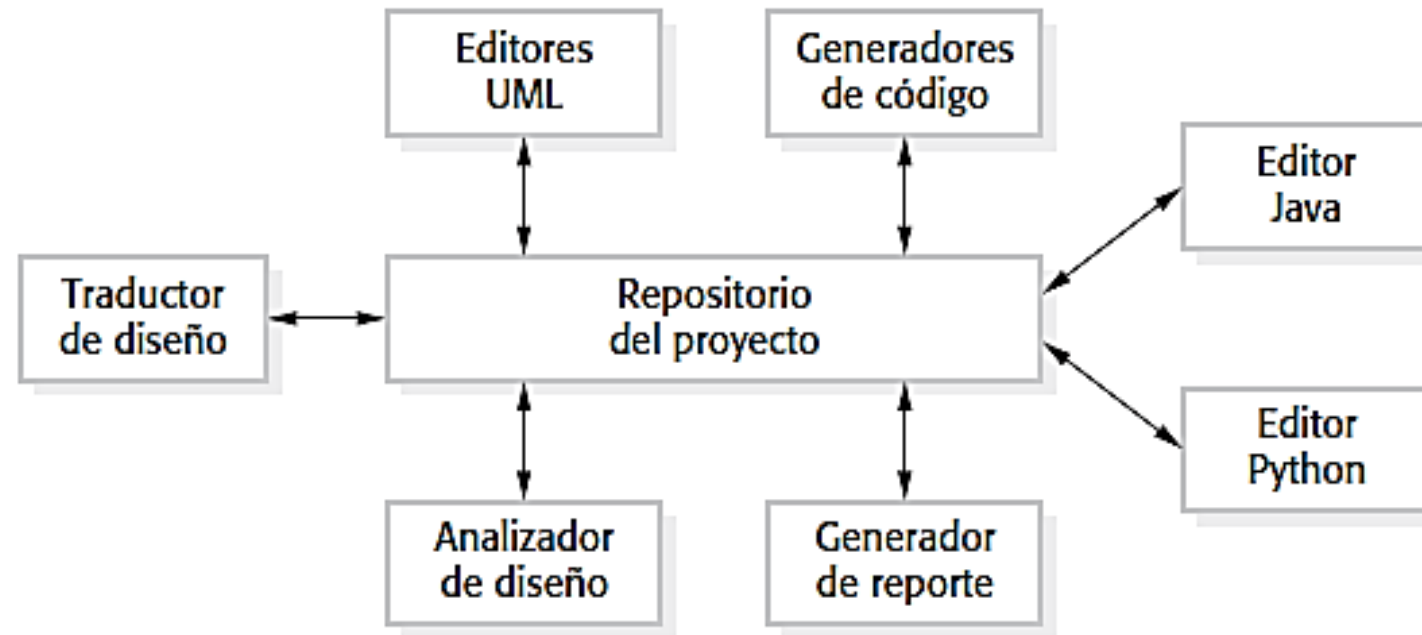 Editores
UML
Generadores
de código
Editor
Java
Traductor
de diseño
Repositorio
del proyecto
Editor
Python
Analizador
de diseño
Generador
de reporte